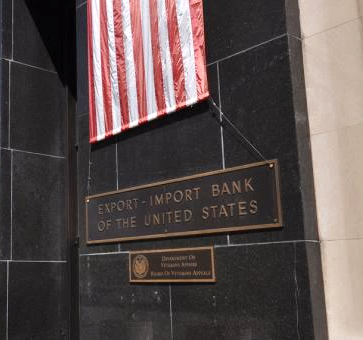 EXPORT-IMPORT BANK
OF THE UNITED STATES
DEPARTMENT OF
VETERANS AFFAIRS
BOARD OF VETERANS APPEALS